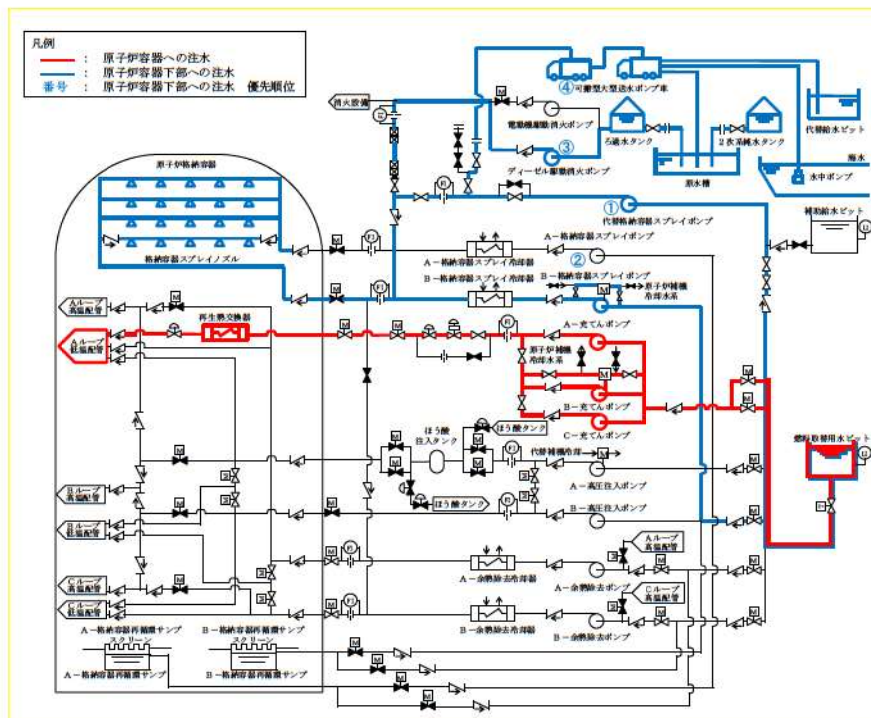 凡例
： 原子炉容器への注水
： 原子炉容器下部への注水
番号 ： 原子炉容器下部への注水 優先順位
消火設備
M
電動機駆動消火ポンプ
④可搬型大型送水ポンプ車
ろ過水タンク
2次系純水タンク
代替給水ピット
③
ディーゼル駆動消火ポンプ
原水槽
海水
水中ポンプ
原子炉格納容器
FI
①
代替格納容器スプレイポンプ
補助給水ピット
格納容器スプレイノズル
M
FI
A－格納容器スプレイポンプ
A－格納容器スプレイ冷却器
B－格納容器スプレイ冷却器
②
B－格納容器スプレイポンプ
原子炉補機
冷却水系
M
FI
M
Aループ
高温配管
M
再生熱交換器
Aループ
低温配管
M
M
FI
A－充てんポンプ
原子炉補機
冷却水系
M
B－充てんポンプ
C－充てんポンプ
M
M
燃料取替用水ピット
ほう酸
注入タンク
ほう酸タンク
代替補機冷却
M
FI
A－高圧注入ポンプ
ほう酸タンク
Bループ
高温配管
Bループ
低温配管
M
M
FI
B－高圧注入ポンプ
Aループ
高温配管
M
FI
A－余熱除去冷却器
A－余熱除去ポンプ
Cループ
高温配管
Cループ
高温配管
Cループ
低温配管
M
FI
B－余熱除去冷却器
B－余熱除去ポンプ
A－格納容器再循環サンプ
スクリーン
B－格納容器再循環サンプ
スクリーン
A－格納容器再循環サンプ
B－格納容器再循環サンプ
M
M